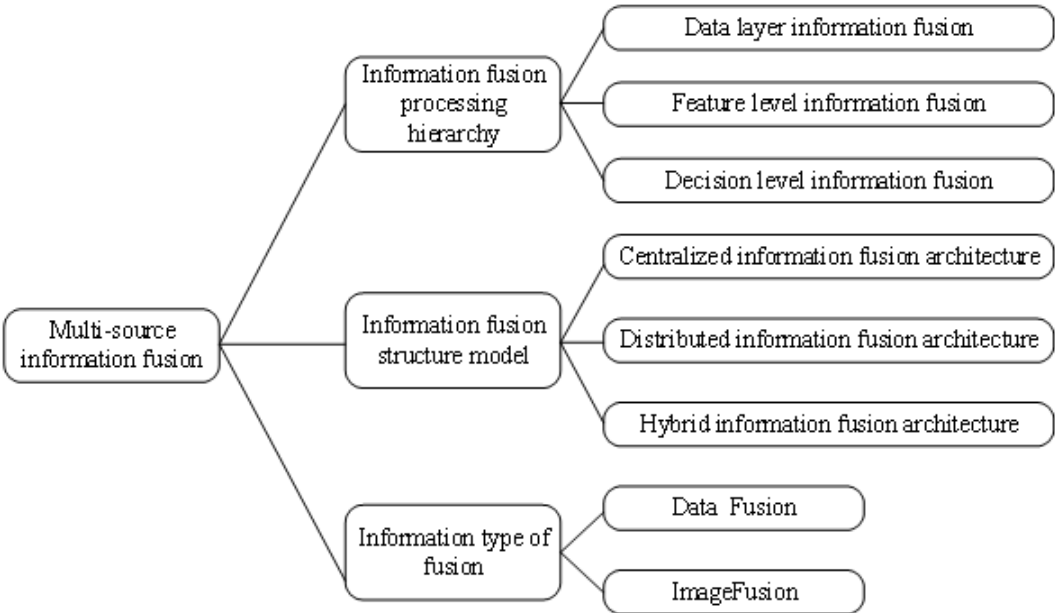 Multi-source
information fusion
Information fusion
processing
hierarchy
Data layer information fusion
Feature level information fusion
Decision level information fusion
Information fusion
structure model
Centralized information fusion architecture
Distributed information fusion architecture
Hybrid information fusion architecture
Information type of
fusion
Data Fusion
ImageFusion